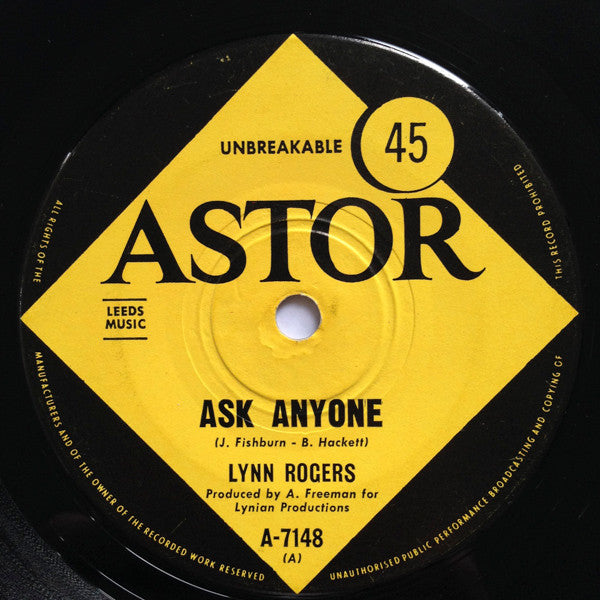 UNBREAKABLE
45
ASTOR
LEEDS
MUSIC
ASK ANYONE
(J. Fishburn - B. Hackett)
LYNN ROGERS
Produced by A. Freeman for
Lynian Productions
A-7148
(A)
ALL RIGHTS OF THE
MANUFACTURERS AND OF THE OWNER OF THE RECORDED WORK RESERVED
UNAUTHORISED PUBLIC PERFORMANCE BROADCASTING AND COPYING OF
THIS RECORD PROHIBITED